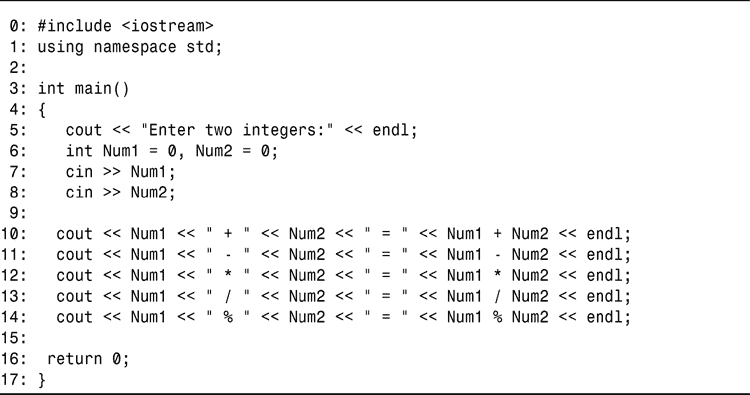 0: #include <iostream>
1: using namespace std;
2:
3: int main()
4: {
5:    cout << "Enter two integers:" << endl;
6:    int Num1 = 0, Num2 = 0;
7:    cin >> Num1;
8:    cin >> Num2;
9:
10:   cout << Num1 << " + " << Num2 << " = " << Num1 + Num2 << endl;
11:   cout << Num1 << " - " << Num2 << " = " << Num1 - Num2 << endl;
12:   cout << Num1 << " * " << Num2 << " = " << Num1 * Num2 << endl;
13:   cout << Num1 << " / " << Num2 << " = " << Num1 / Num2 << endl;
14:   cout << Num1 << " % " << Num2 << " = " << Num1 % Num2 << endl;
15:
16:  return 0;
17: }